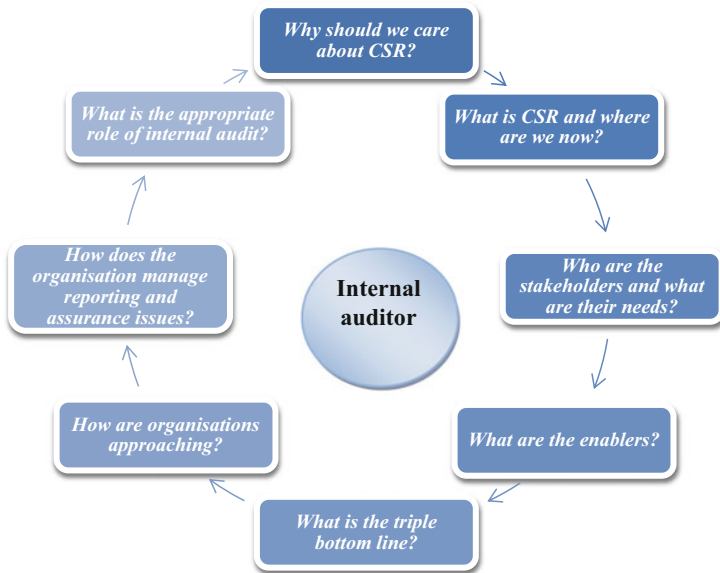 Why should we care
about CSR?
What is CSR and where
are we now?
Who are the
stakeholders and what
are their needs?
What are the enablers?
What is the triple
bottom line?
How are organisations
approaching?
How does the
organisation manage
reporting and
assurance issues?
What is the appropriate
role of internal audit?
Internal
auditor